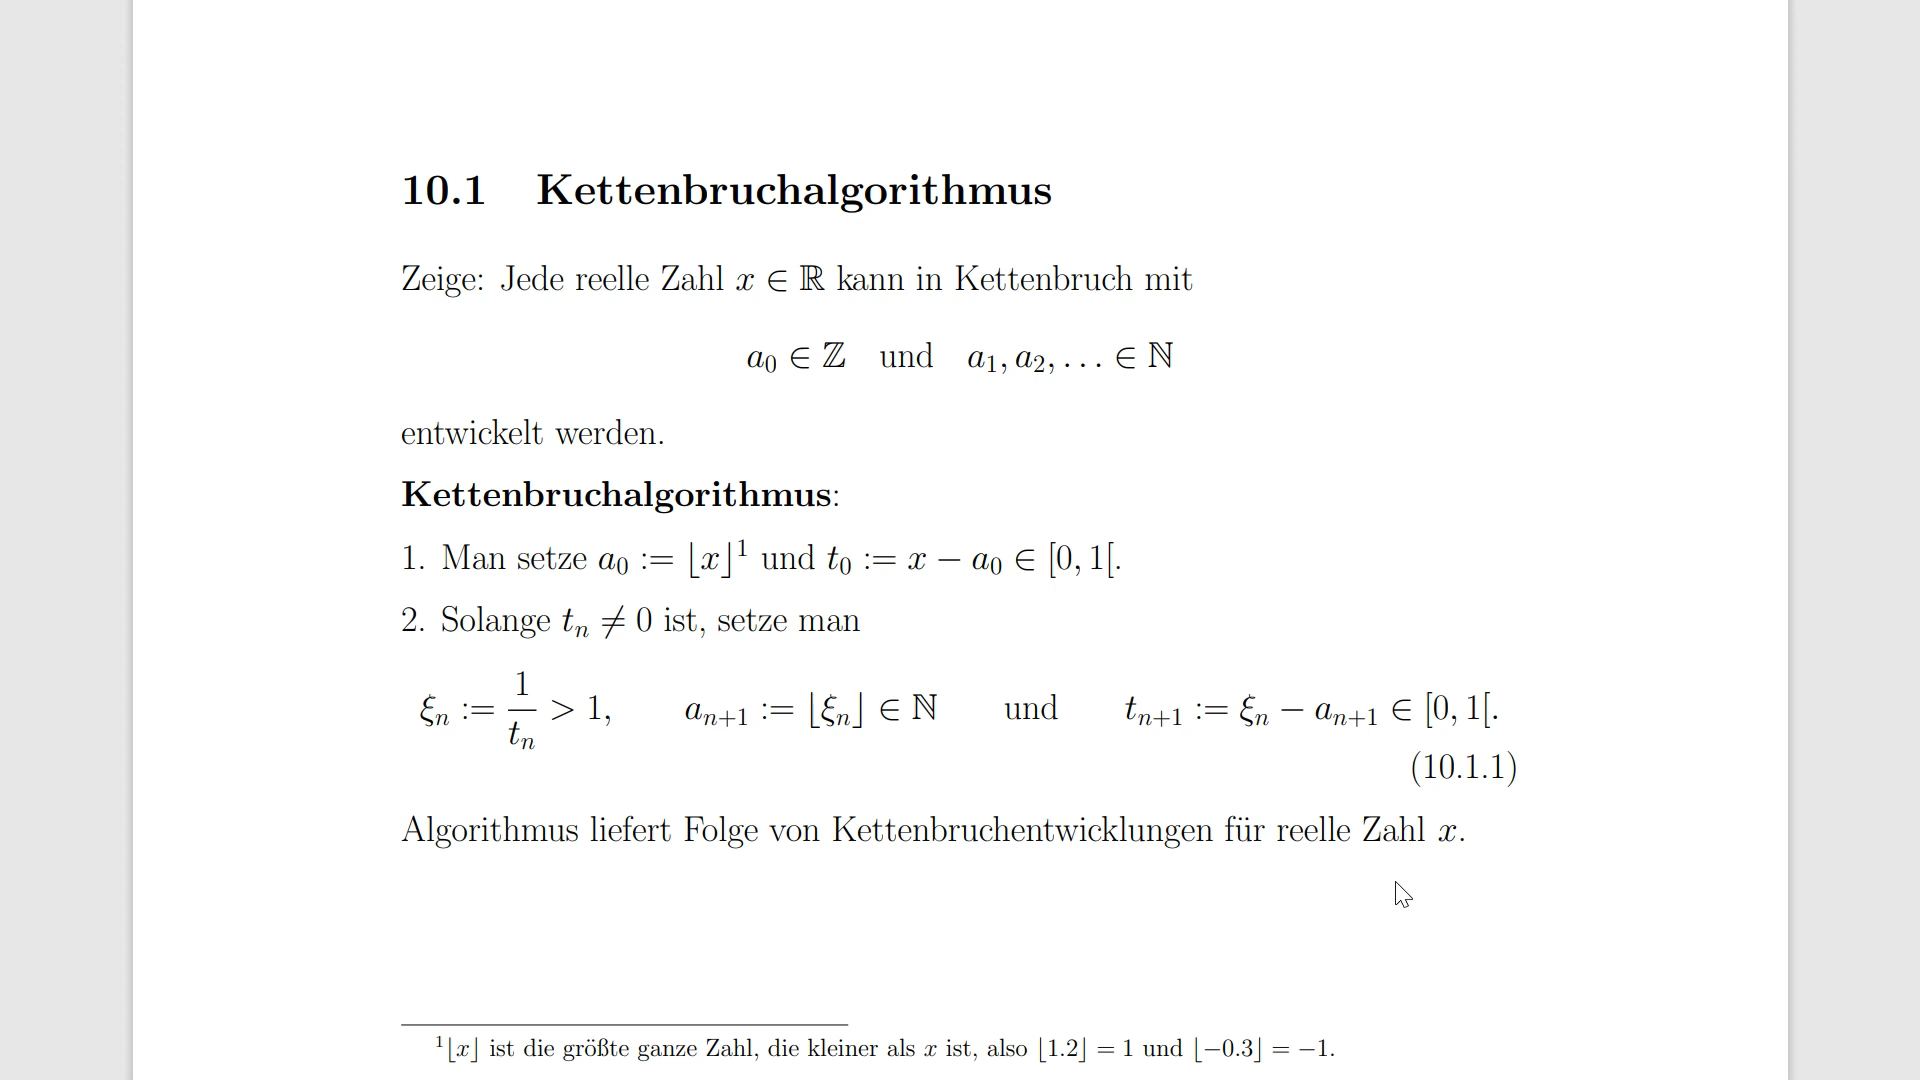 10.1 Kettenbruchalgorithmus
Zeige: Jede reelle Zahl x ∈ ℝ kann in Kettenbruch mit
a₀ ∈ ℤ und a₁, a₂, … ∈ ℕ
entwickelt werden.
Kettenbruchalgorithmus:
1. Man setze a₀ := ⌊x⌋¹ und t₀ := x − a₀ ∈ [0, 1[.
2. Solange tₙ ≠ 0 ist, setze man
ξₙ := 1/tₙ > 1, aₙ₊₁ := ⌊ξₙ⌋ ∈ ℕ und tₙ₊₁ := ξₙ − aₙ₊₁ ∈ [0, 1[.
(10.1.1)
Algorithmus liefert Folge von Kettenbruchentwicklungen für reelle Zahl x.
¹⌊x⌋ ist die größte ganze Zahl, die kleiner als x ist, also ⌊1.2⌋ = 1 und ⌊−0.3⌋ = −1.